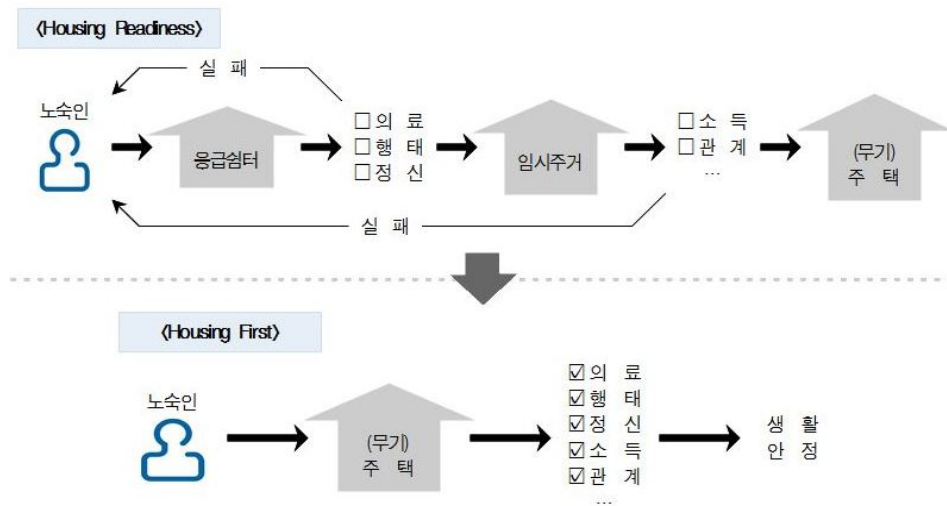 <Housing Readiness>
실 패
노숙인
응급쉼터
☐의 료
☐행 태
☐정 신
임시주거
☐소 득
☐관 계
...
(무기)
주 택
실 패
<Housing First>
노숙인
(무기)
주 택
☑의 료
☑행 태
☑정 신
☑소 득
☑관 계
...
생 활
안 정